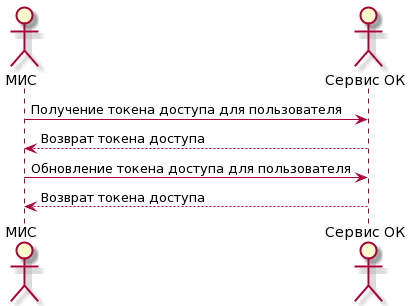 МИС
Сервис ОК
Получение токена доступа для пользователя
Возврат токена доступа
Обновление токена доступа для пользователя
Возврат токена доступа
МИС
Сервис ОК